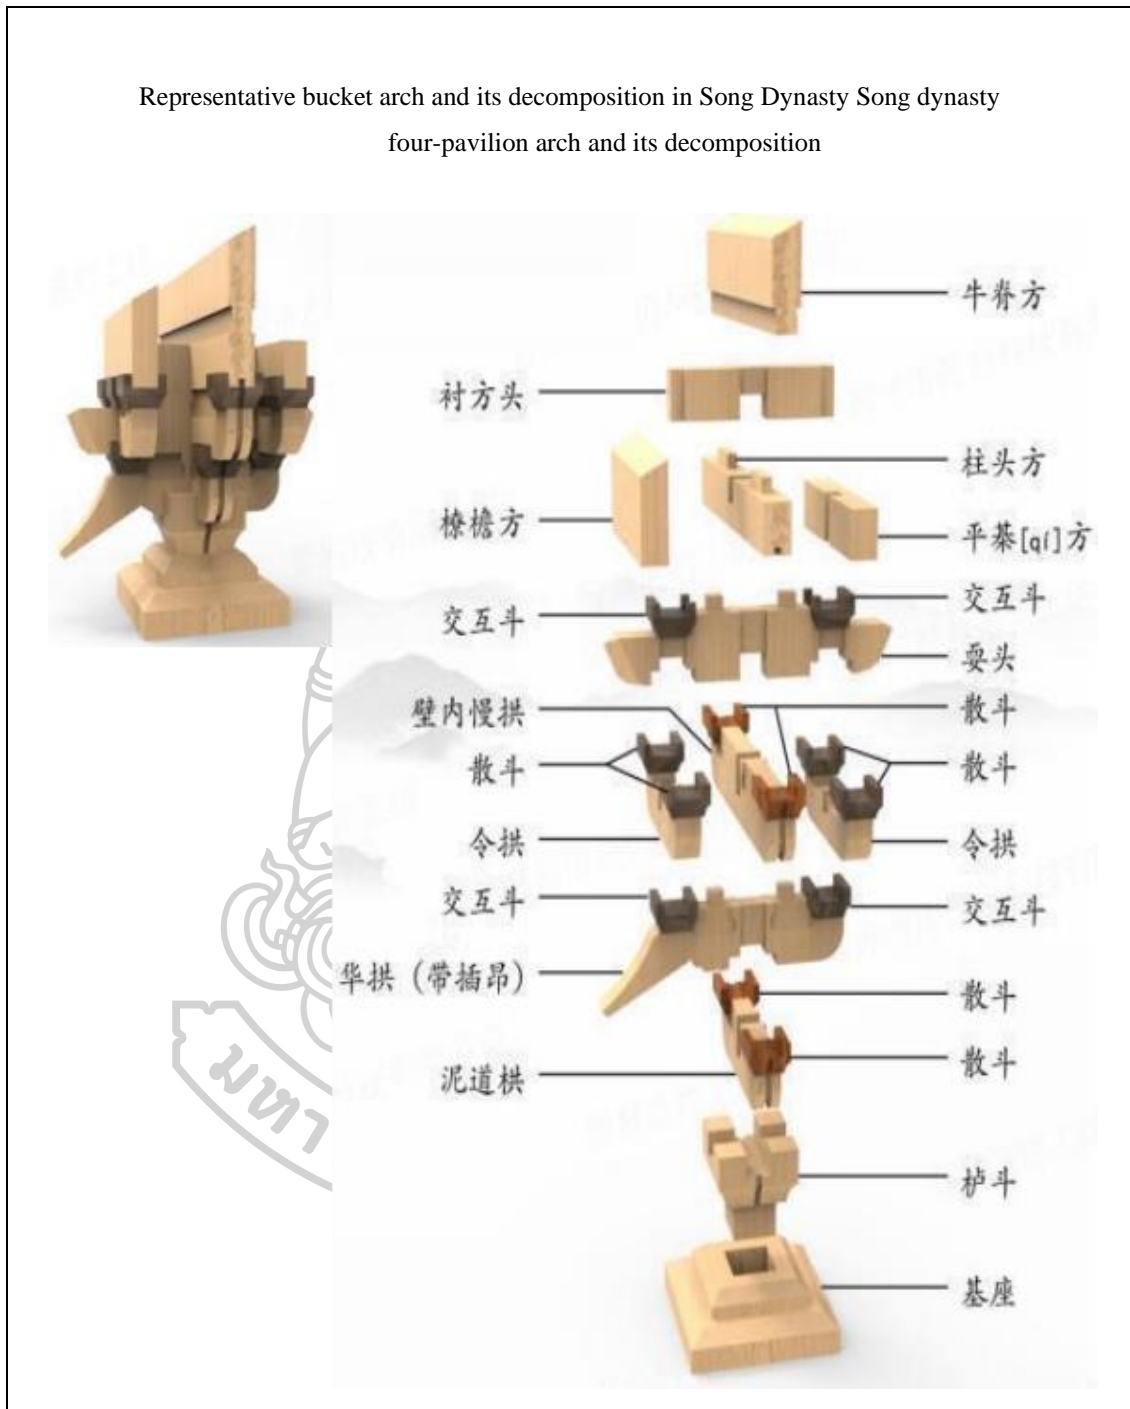 Representative bucket arch and its decomposition in Song Dynasty Song dynasty
four-pavilion arch and its decomposition
牛脊方
衬方头
柱头方
橑檐方
平棊[qí]方
交互斗
交互斗
耍头
壁内慢拱
散斗
散斗
散斗
令拱
令拱
交互斗
交互斗
华拱（带插昂）
散斗
泥道栱
散斗
栌斗
基座
มหา